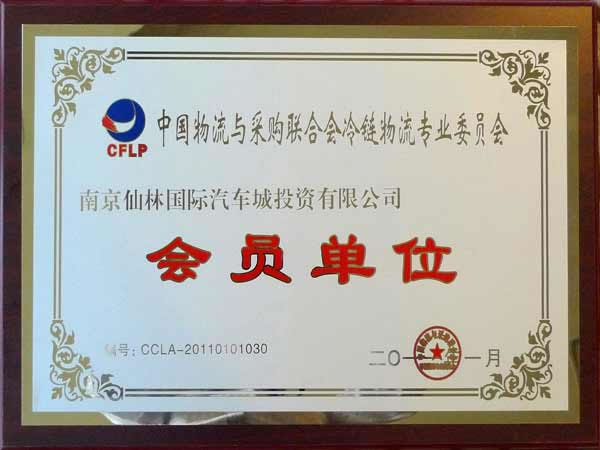 CFLP
中国物流与采购联合会冷链物流专业委员会
南京仙林国际汽车城投资有限公司
会员单位
编号：CCLA-20110101030
二〇一 一月